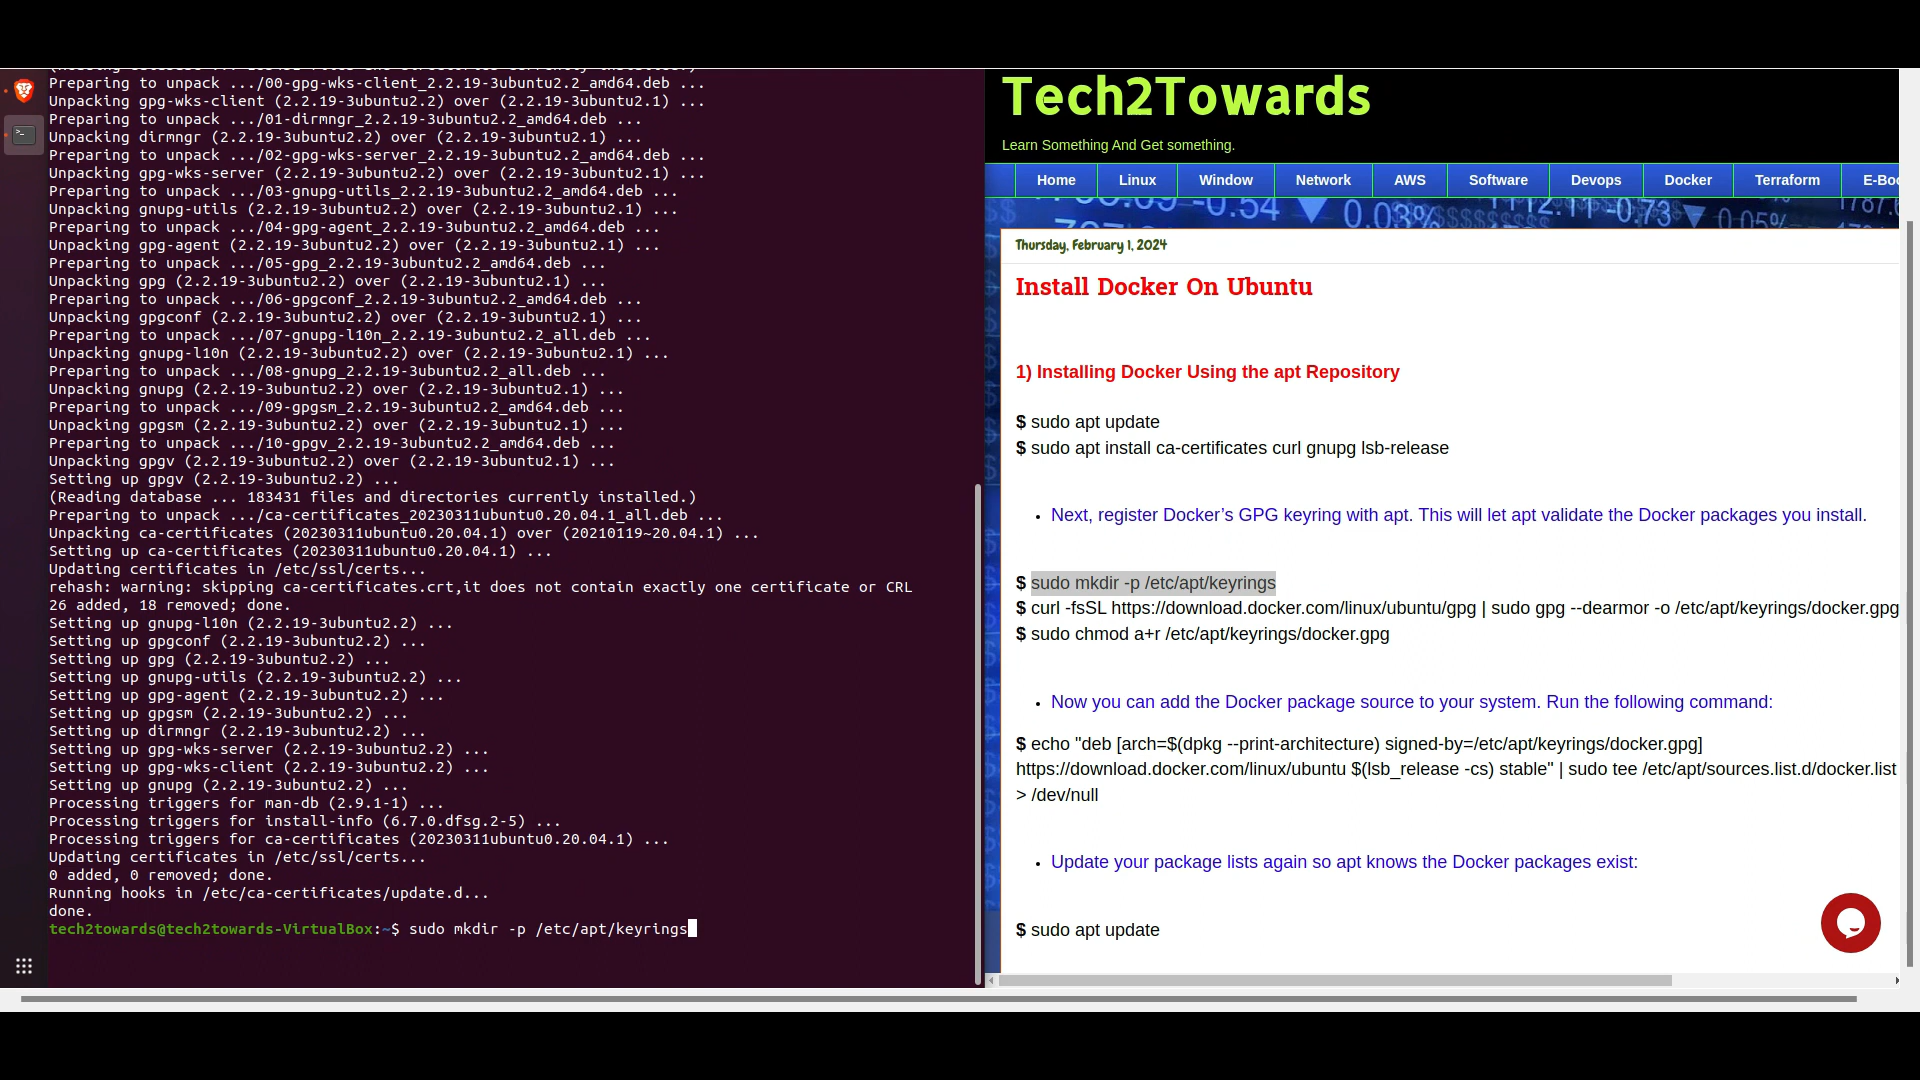 Preparing to unpack .../00-gpg-wks-client_2.2.19-3ubuntu2.2_amd64.deb ...
Unpacking gpg-wks-client (2.2.19-3ubuntu2.2) over (2.2.19-3ubuntu2.1) ...
Preparing to unpack .../01-dirmngr_2.2.19-3ubuntu2.2_amd64.deb ...
Unpacking dirmngr (2.2.19-3ubuntu2.2) over (2.2.19-3ubuntu2.1) ...
Preparing to unpack .../02-gpg-wks-server_2.2.19-3ubuntu2.2_amd64.deb ...
Unpacking gpg-wks-server (2.2.19-3ubuntu2.2) over (2.2.19-3ubuntu2.1) ...
Preparing to unpack .../03-gnupg-utils_2.2.19-3ubuntu2.2_amd64.deb ...
Unpacking gnupg-utils (2.2.19-3ubuntu2.2) over (2.2.19-3ubuntu2.1) ...
Preparing to unpack .../04-gpg-agent_2.2.19-3ubuntu2.2_amd64.deb ...
Unpacking gpg-agent (2.2.19-3ubuntu2.2) over (2.2.19-3ubuntu2.1) ...
Preparing to unpack .../05-gpg_2.2.19-3ubuntu2.2_amd64.deb ...
Unpacking gpg (2.2.19-3ubuntu2.2) over (2.2.19-3ubuntu2.1) ...
Preparing to unpack .../06-gpgconf_2.2.19-3ubuntu2.2_amd64.deb ...
Unpacking gpgconf (2.2.19-3ubuntu2.2) over (2.2.19-3ubuntu2.1) ...
Preparing to unpack .../07-gnupg-l10n_2.2.19-3ubuntu2.2_all.deb ...
Unpacking gnupg-l10n (2.2.19-3ubuntu2.2) over (2.2.19-3ubuntu2.1) ...
Preparing to unpack .../08-gnupg_2.2.19-3ubuntu2.2_all.deb ...
Unpacking gnupg (2.2.19-3ubuntu2.2) over (2.2.19-3ubuntu2.1) ...
Preparing to unpack .../09-gpgsm_2.2.19-3ubuntu2.2_amd64.deb ...
Unpacking gpgsm (2.2.19-3ubuntu2.2) over (2.2.19-3ubuntu2.1) ...
Preparing to unpack .../10-gpgv_2.2.19-3ubuntu2.2_amd64.deb ...
Unpacking gpgv (2.2.19-3ubuntu2.2) over (2.2.19-3ubuntu2.1) ...
Setting up gpgv (2.2.19-3ubuntu2.2) ...
(Reading database ... 183431 files and directories currently installed.)
Preparing to unpack .../ca-certificates_20230311ubuntu0.20.04.1_all.deb ...
Unpacking ca-certificates (20230311ubuntu0.20.04.1) over (20210119~20.04.1) ...
Setting up ca-certificates (20230311ubuntu0.20.04.1) ...
Updating certificates in /etc/ssl/certs...
rehash: warning: skipping ca-certificates.crt,it does not contain exactly one certificate or CRL
26 added, 18 removed; done.
Setting up gnupg-l10n (2.2.19-3ubuntu2.2) ...
Setting up gpgconf (2.2.19-3ubuntu2.2) ...
Setting up gpg (2.2.19-3ubuntu2.2) ...
Setting up gnupg-utils (2.2.19-3ubuntu2.2) ...
Setting up gpg-agent (2.2.19-3ubuntu2.2) ...
Setting up gpgsm (2.2.19-3ubuntu2.2) ...
Setting up dirmngr (2.2.19-3ubuntu2.2) ...
Setting up gpg-wks-server (2.2.19-3ubuntu2.2) ...
Setting up gpg-wks-client (2.2.19-3ubuntu2.2) ...
Setting up gnupg (2.2.19-3ubuntu2.2) ...
Processing triggers for man-db (2.9.1-1) ...
Processing triggers for install-info (6.7.0.dfsg.2-5) ...
Processing triggers for ca-certificates (20230311ubuntu0.20.04.1) ...
Updating certificates in /etc/ssl/certs...
0 added, 0 removed; done.
Running hooks in /etc/ca-certificates/update.d...
done.
tech2towards@tech2towards-VirtualBox:~$ sudo mkdir -p /etc/apt/keyrings
Tech2Towards
Learn Something And Get something.
Home Linux Window Network AWS Software Devops Docker Terraform E-Boo
-0.54 0.03% 1112.11 -0.73 0.05%
Thursday, February 1, 2024
Install Docker On Ubuntu
1) Installing Docker Using the apt Repository
$ sudo apt update
$ sudo apt install ca-certificates curl gnupg lsb-release
• Next, register Docker’s GPG keyring with apt. This will let apt validate the Docker packages you install.
$ sudo mkdir -p /etc/apt/keyrings
$ curl -fsSL https://download.docker.com/linux/ubuntu/gpg | sudo gpg --dearmor -o /etc/apt/keyrings/docker.gpg
$ sudo chmod a+r /etc/apt/keyrings/docker.gpg
• Now you can add the Docker package source to your system. Run the following command:
$ echo "deb [arch=$(dpkg --print-architecture) signed-by=/etc/apt/keyrings/docker.gpg]
https://download.docker.com/linux/ubuntu $(lsb_release -cs) stable" | sudo tee /etc/apt/sources.list.d/docker.list
> /dev/null
• Update your package lists again so apt knows the Docker packages exist:
$ sudo apt update